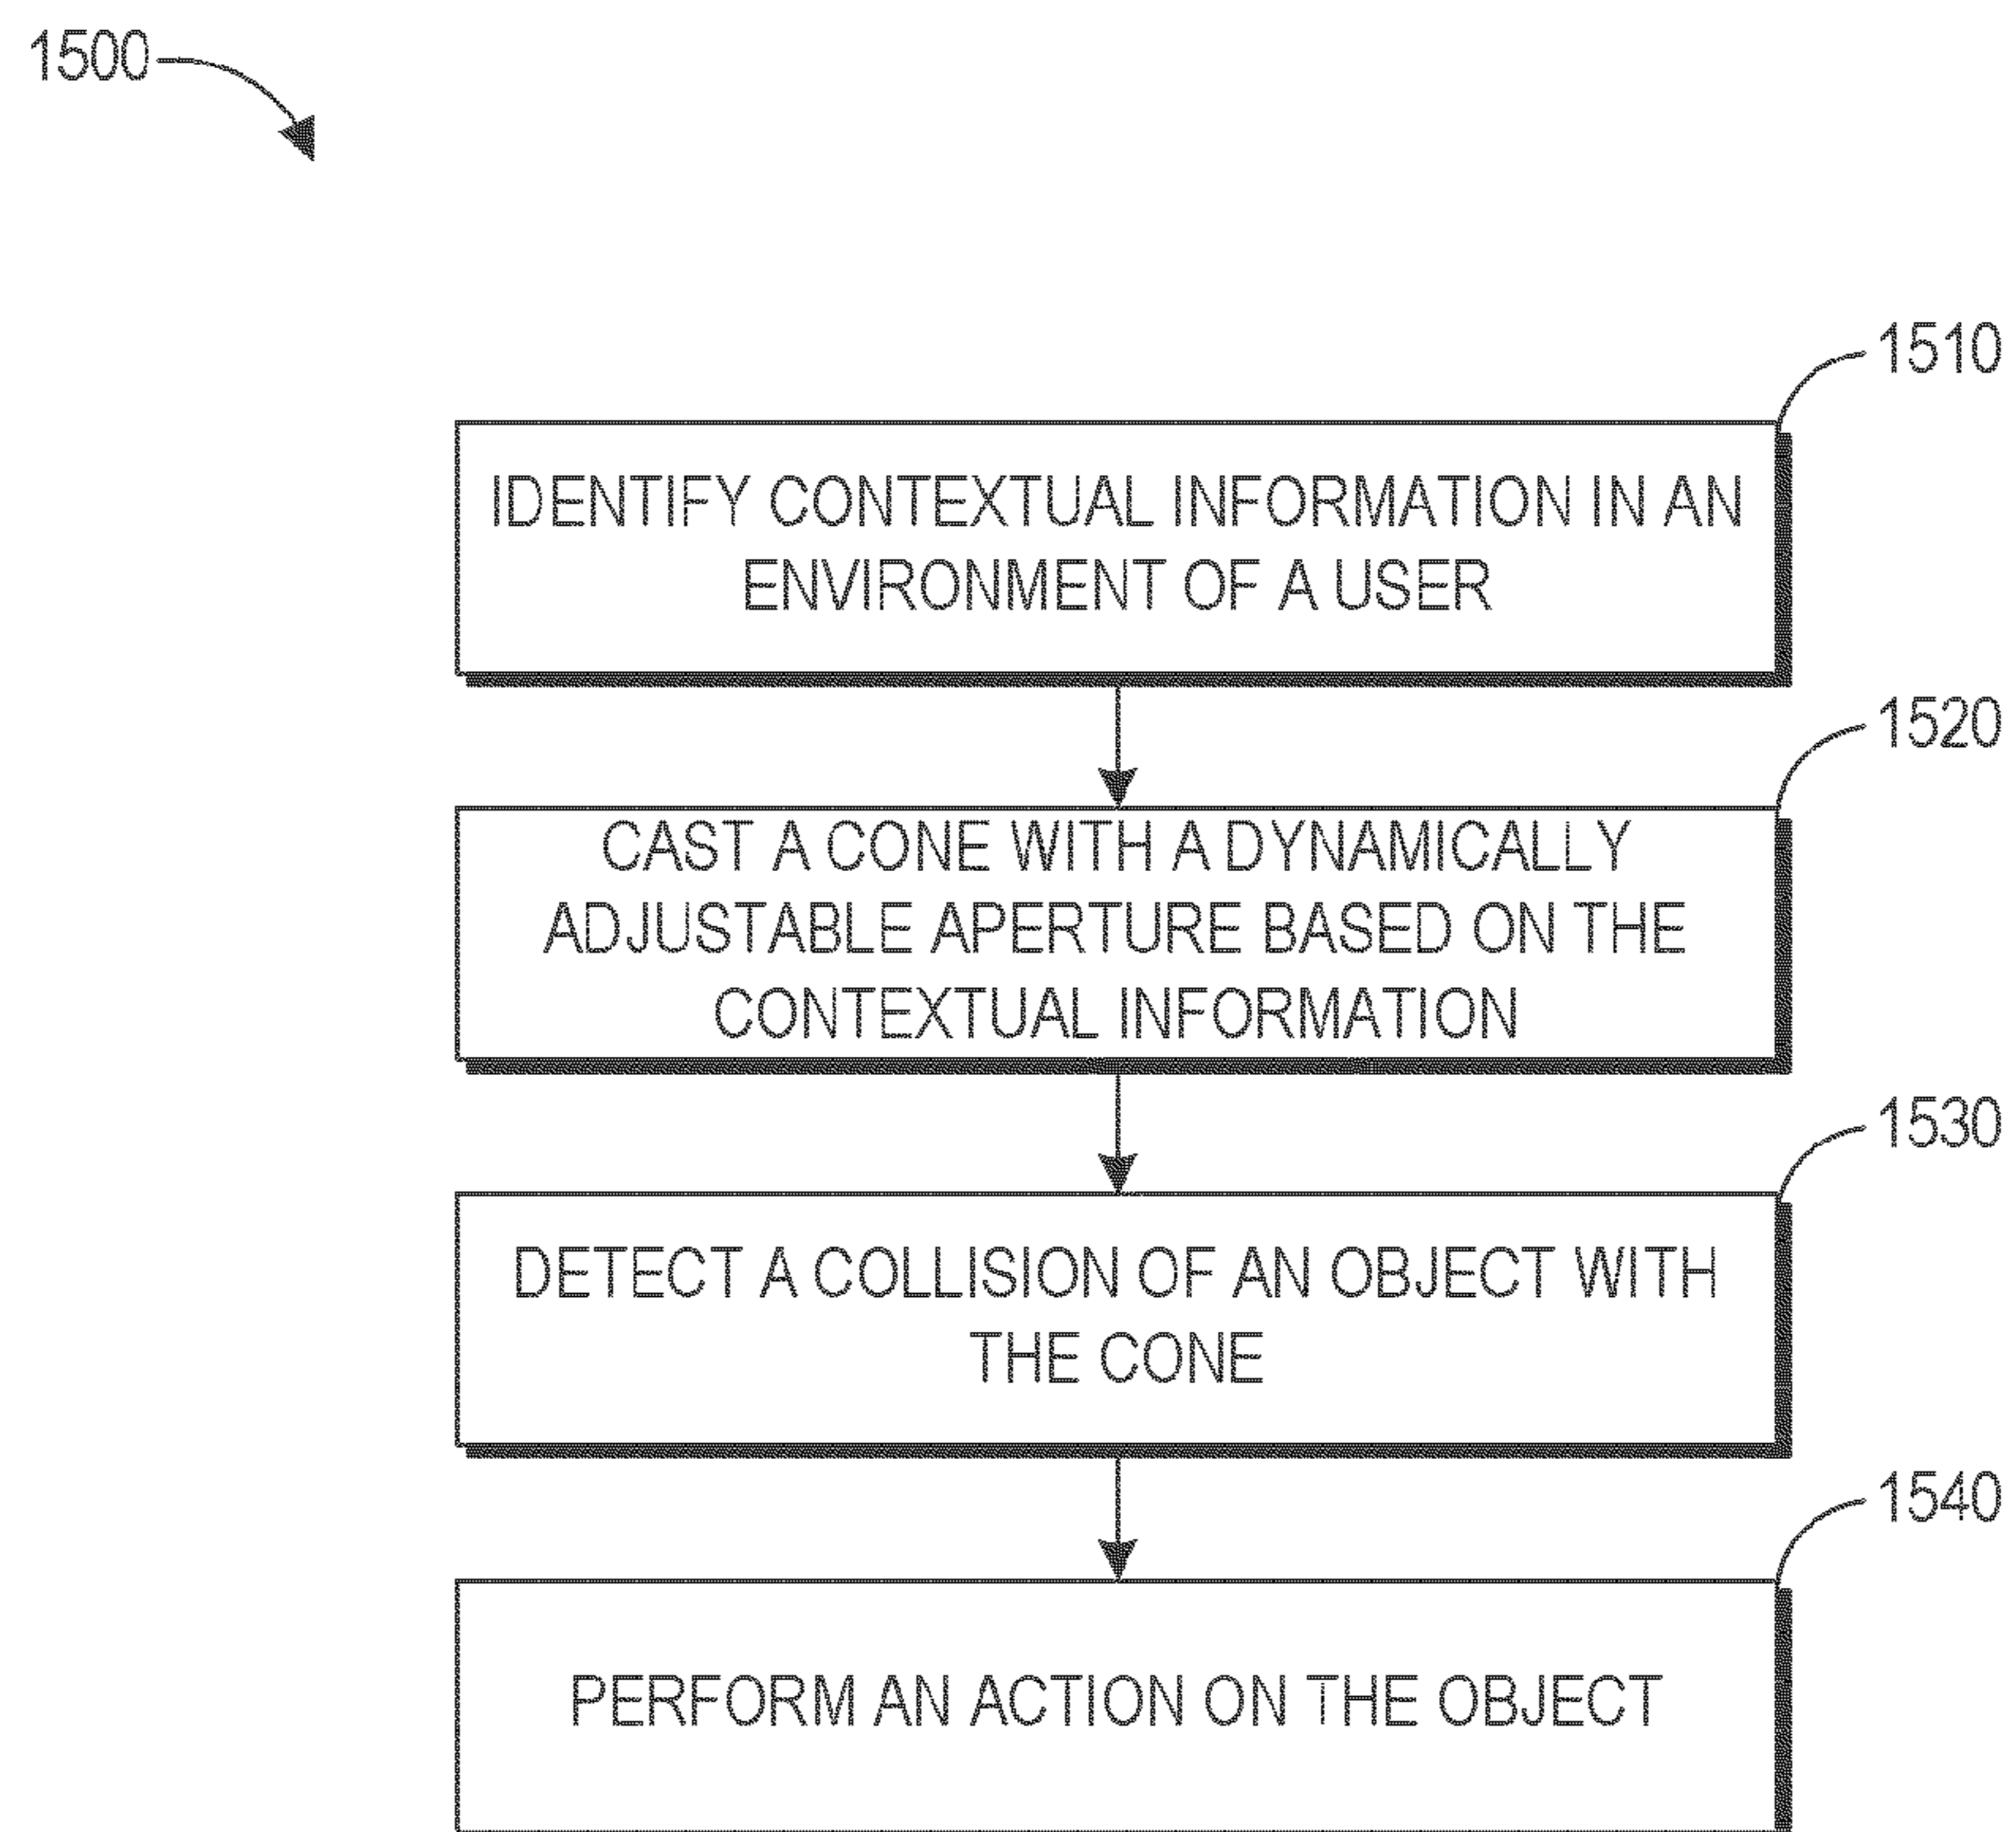 1500
1510
IDENTIFY CONTEXTUAL INFORMATION IN AN
ENVIRONMENT OF A USER
1520
CAST A CONE WITH A DYNAMICALLY
ADJUSTABLE APERTURE BASED ON THE
CONTEXTUAL INFORMATION
1530
DETECT A COLLISION OF AN OBJECT WITH
THE CONE
1540
PERFORM AN ACTION ON THE OBJECT